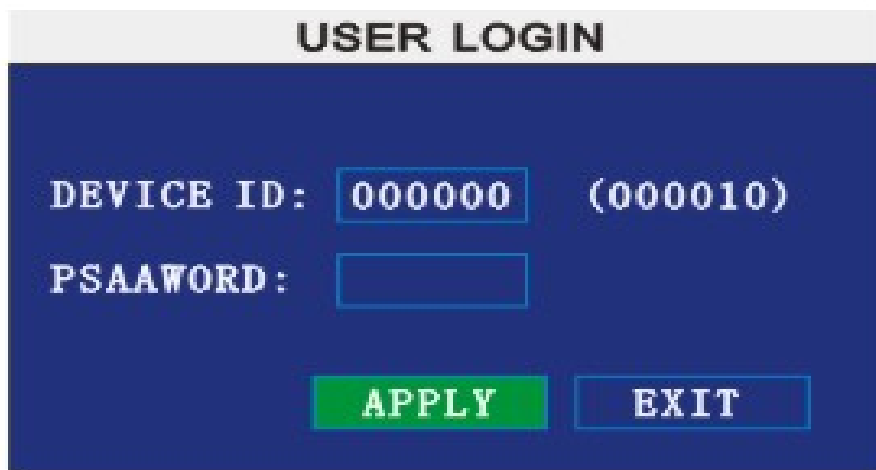 USER LOGIN
DEVICE ID: 000000 (000010)
PSAAWORD:
APPLY EXIT